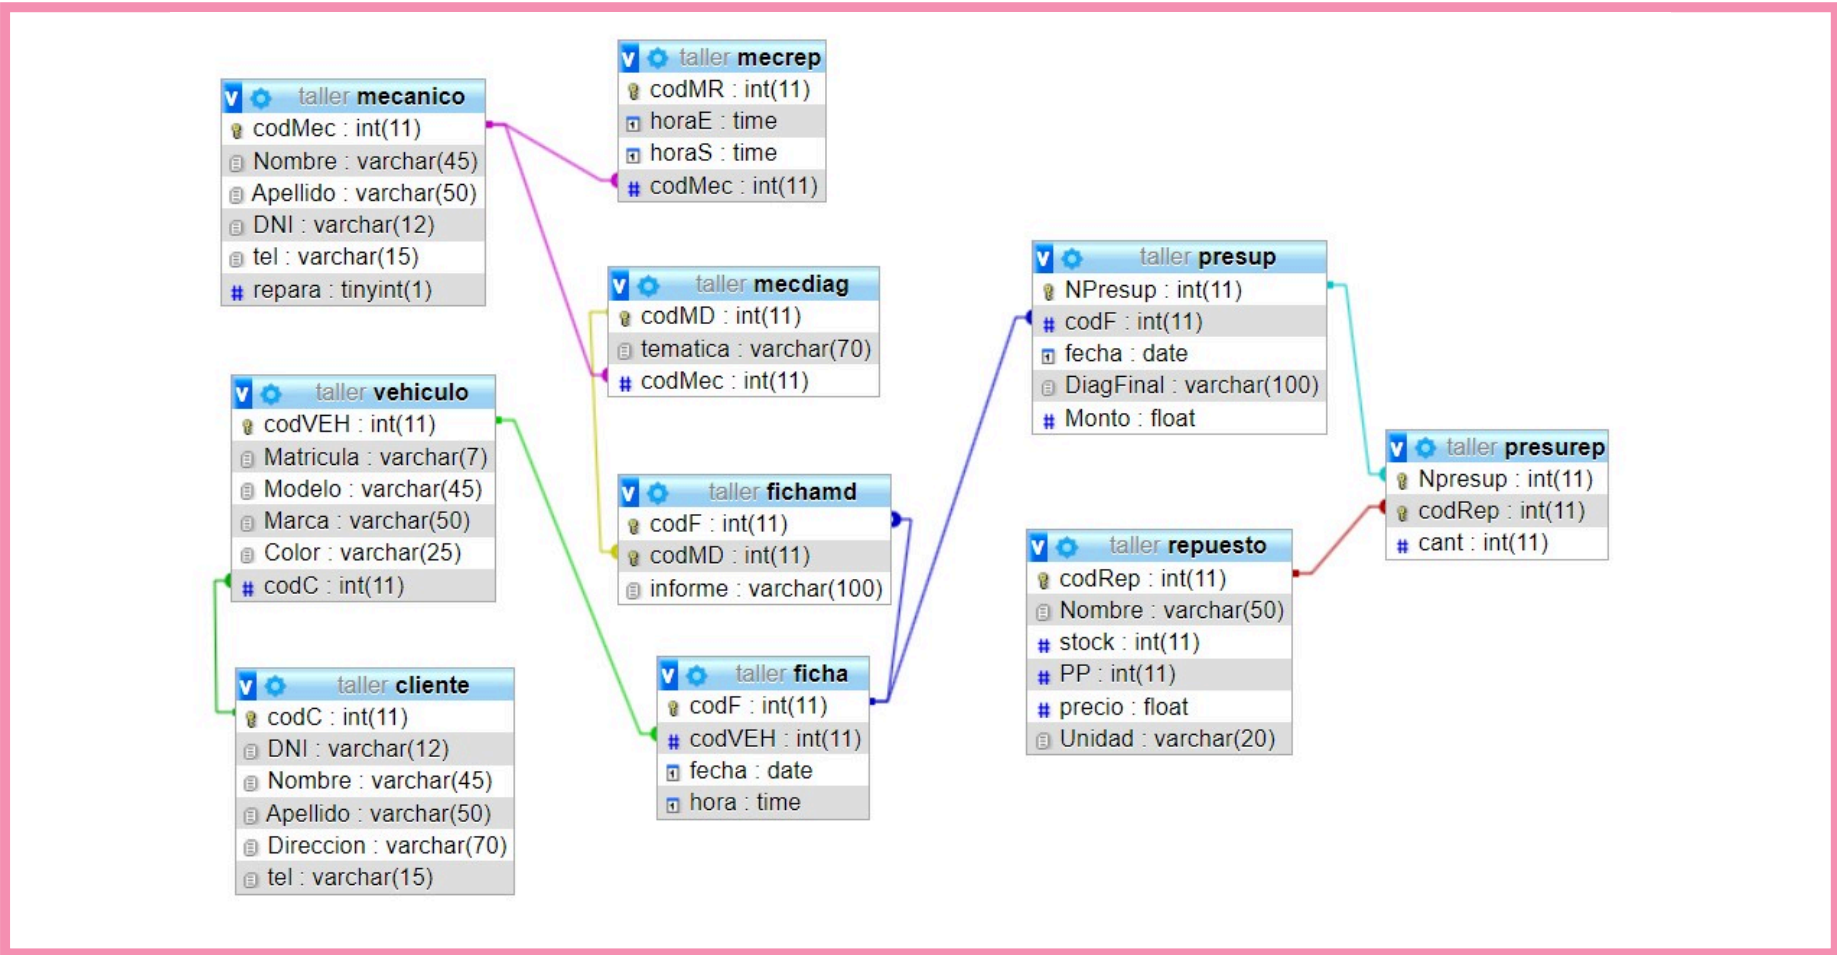 taller mecanico
codMec : int(11)
Nombre : varchar(45)
Apellido : varchar(50)
DNI : varchar(12)
tel : varchar(15)
# repara : tinyint(1)
taller vehiculo
codVEH : int(11)
Matricula : varchar(7)
Modelo : varchar(45)
Marca : varchar(50)
Color : varchar(25)
# codC : int(11)
taller cliente
codC : int(11)
DNI : varchar(12)
Nombre : varchar(45)
Apellido : varchar(50)
Direccion : varchar(70)
tel : varchar(15)
taller mecrep
codMR : int(11)
horaE : time
horaS : time
# codMec : int(11)
taller mecdiag
codMD : int(11)
tematica : varchar(70)
# codMec : int(11)
taller fichamd
codF : int(11)
codMD : int(11)
informe : varchar(100)
taller ficha
codF : int(11)
# codVEH : int(11)
fecha : date
hora : time
taller presup
NPresup : int(11)
# codF : int(11)
fecha : date
DiagFinal : varchar(100)
# Monto : float
taller repuesto
codRep : int(11)
Nombre : varchar(50)
# stock : int(11)
# PP : int(11)
# precio : float
Unidad : varchar(20)
taller presurep
Npresup : int(11)
codRep : int(11)
# cant : int(11)